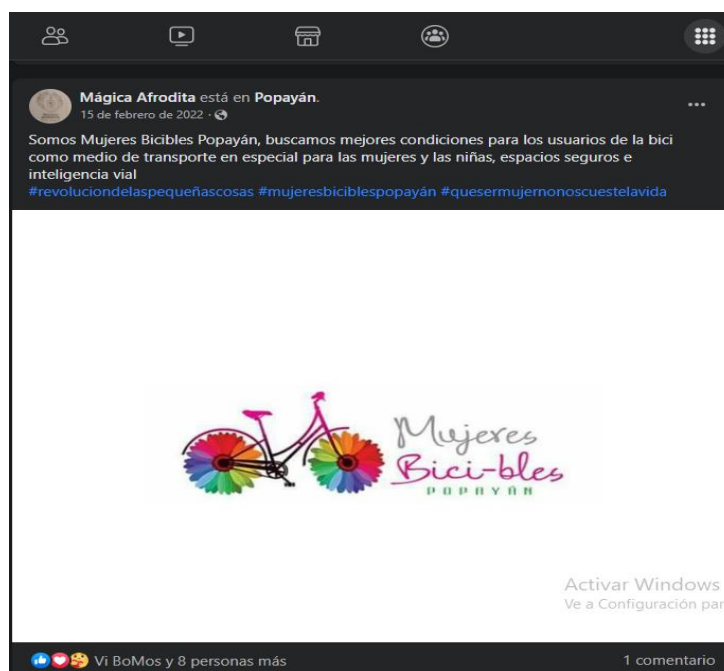 Mágica Afrodita está en Popayán.
15 de febrero de 2022 ·
Somos Mujeres Bicibles Popayán, buscamos mejores condiciones para los usuarios de la bici
como medio de transporte en especial para las mujeres y las niñas, espacios seguros e
inteligencia vial
#revoluciondelaspequeñascosas #mujeresbiciblespopayán #quesermujernonoscuestelavida
Mujeres
Bici-bles
POPAYÁN
Activar Windows
Ve a Configuración par
Vi BoMos y 8 personas más
1 comentario